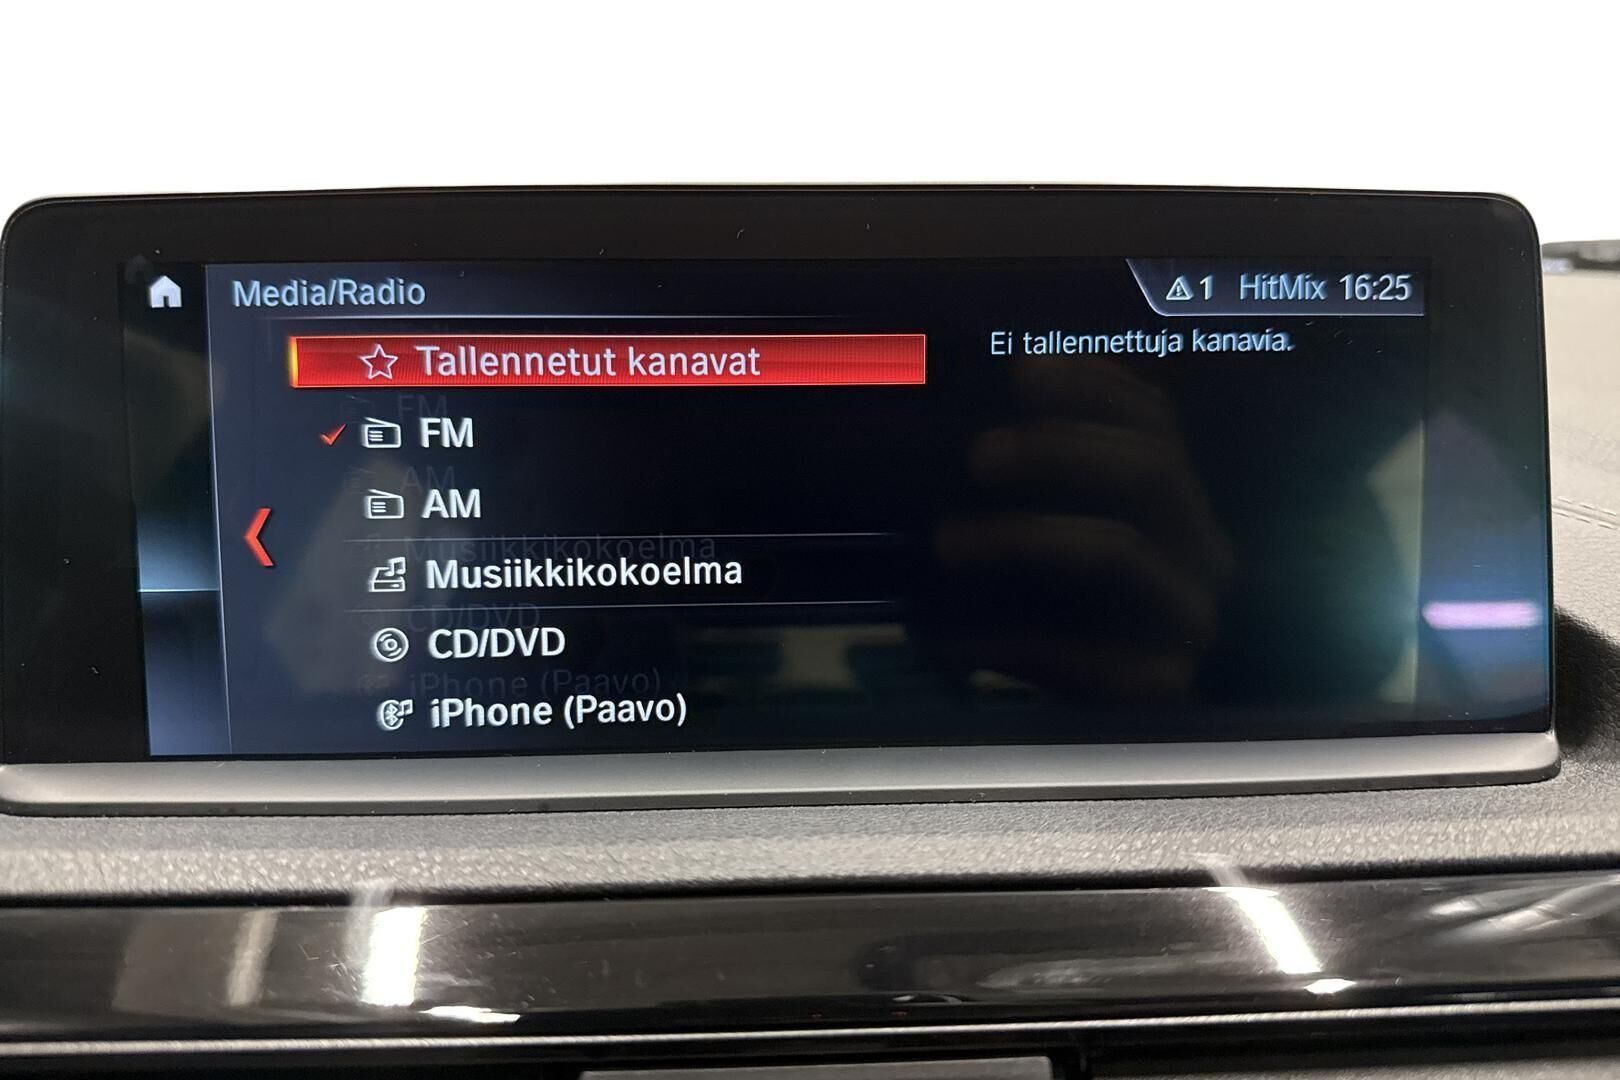 Media/Radio
1 HitMix 16:25
Tallennetut kanavat
Ei tallennettuja kanavia.
FM
AM
Musiikkikokoelma
CD/DVD
iPhone (Paavo)